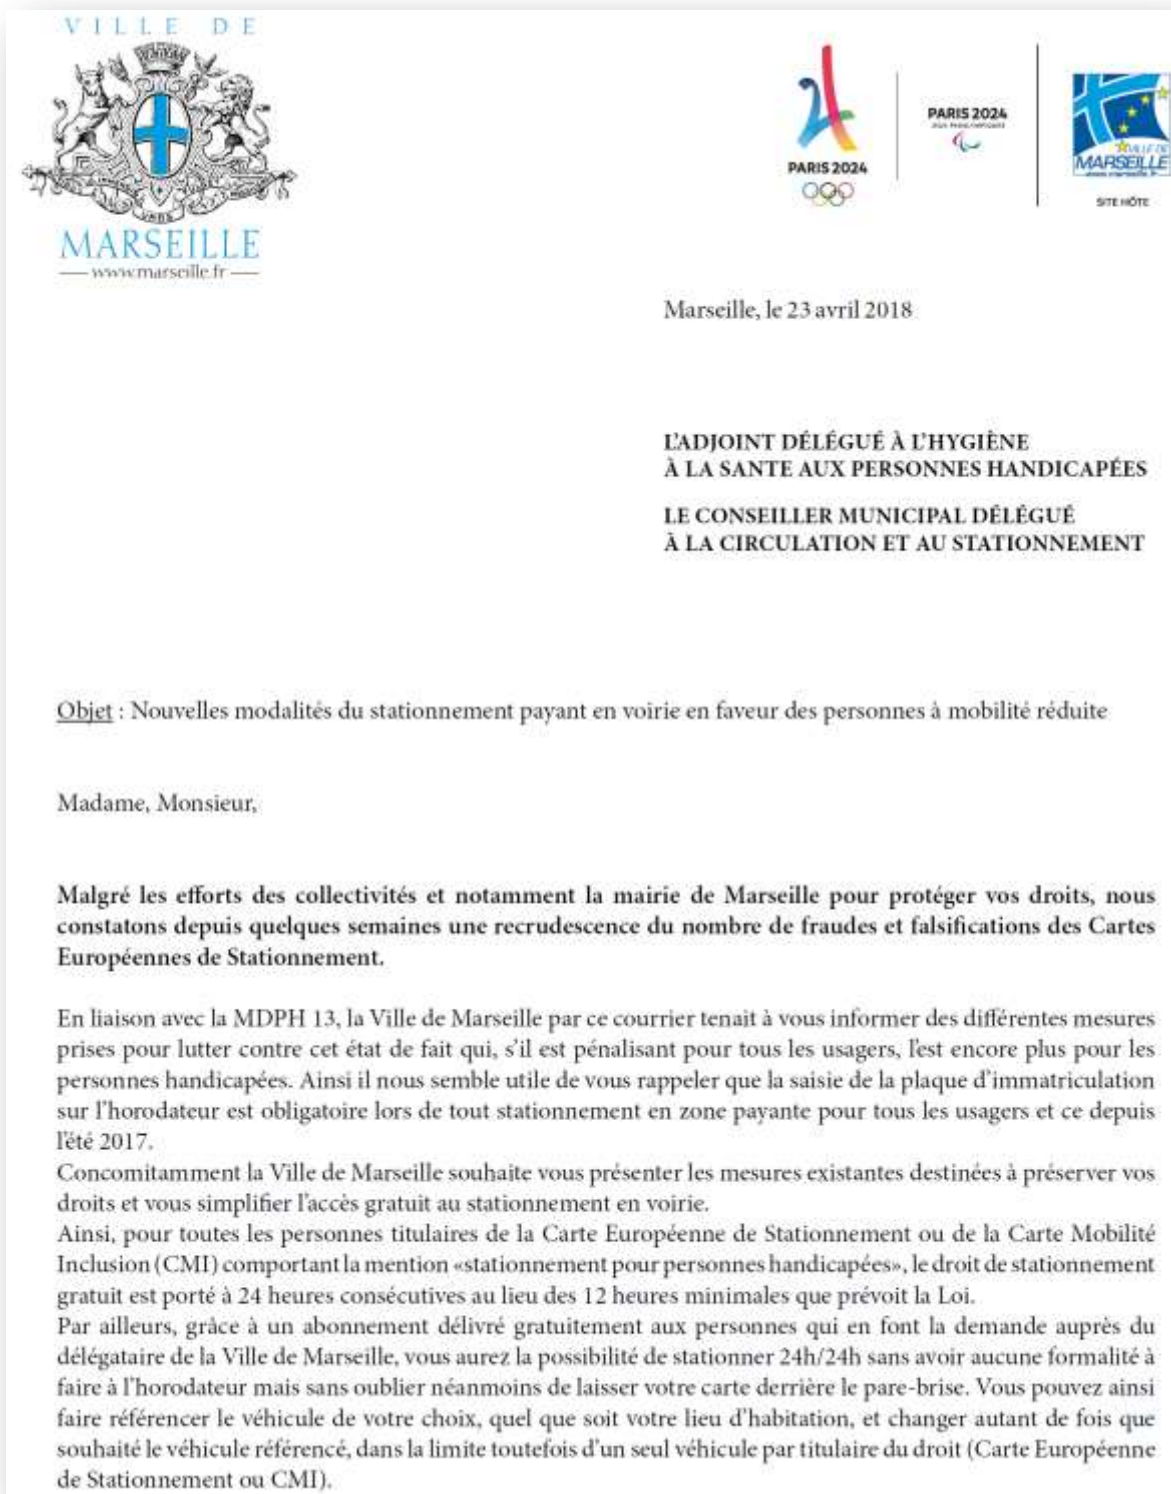 VILLE DE
MARSEILLE
www.marseille.fr
PARIS 2024
PARIS 2024
VILLE DE
MARSEILLE
www.marseille.fr
SITE HÔTE
Marseille, le 23 avril 2018
L'ADJOINT DÉLÉGUÉ À L'HYGIÈNE
À LA SANTE AUX PERSONNES HANDICAPÉES
LE CONSEILLER MUNICIPAL DÉLÉGUÉ
À LA CIRCULATION ET AU STATIONNEMENT
Objet : Nouvelles modalités du stationnement payant en voirie en faveur des personnes à mobilité réduite
Madame, Monsieur,
Malgré les efforts des collectivités et notamment la mairie de Marseille pour protéger vos droits, nous
constatons depuis quelques semaines une recrudescence du nombre de fraudes et falsifications des Cartes
Européennes de Stationnement.
En liaison avec la MDPH 13, la Ville de Marseille par ce courrier tenait à vous informer des différentes mesures
prises pour lutter contre cet état de fait qui, s'il est pénalisant pour tous les usagers, l'est encore plus pour les
personnes handicapées. Ainsi il nous semble utile de vous rappeler que la saisie de la plaque d'immatriculation
sur l'horodateur est obligatoire lors de tout stationnement en zone payante pour tous les usagers et ce depuis
l'été 2017.
Concomitamment la Ville de Marseille souhaite vous présenter les mesures existantes destinées à préserver vos
droits et vous simplifier l'accès gratuit au stationnement en voirie.
Ainsi, pour toutes les personnes titulaires de la Carte Européenne de Stationnement ou de la Carte Mobilité
Inclusion (CMI) comportant la mention «stationnement pour personnes handicapées», le droit de stationnement
gratuit est porté à 24 heures consécutives au lieu des 12 heures minimales que prévoit la Loi.
Par ailleurs, grâce à un abonnement délivré gratuitement aux personnes qui en font la demande auprès du
délégataire de la Ville de Marseille, vous aurez la possibilité de stationner 24h/24h sans avoir aucune formalité à
faire à l'horodateur mais sans oublier néanmoins de laisser votre carte derrière le pare-brise. Vous pouvez ainsi
faire référencer le véhicule de votre choix, quel que soit votre lieu d'habitation, et changer autant de fois que
souhaité le véhicule référencé, dans la limite toutefois d'un seul véhicule par titulaire du droit (Carte Européenne
de Stationnement ou CMI).